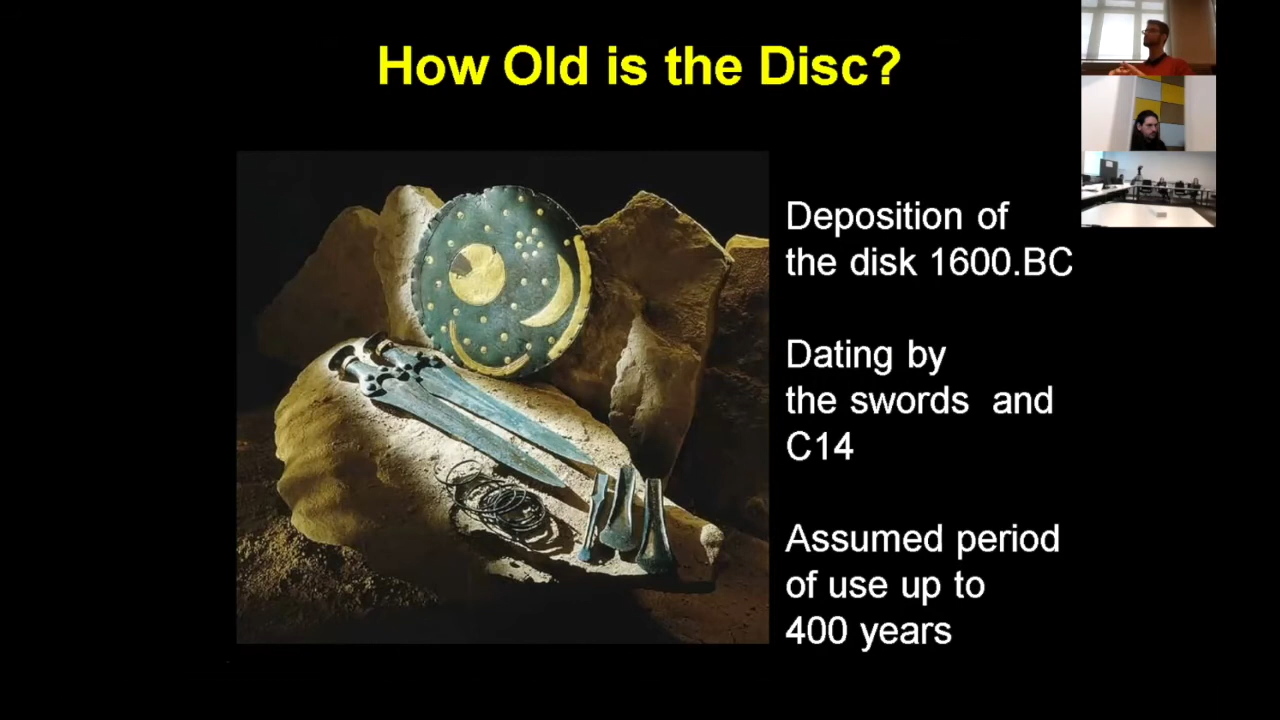 How Old is the Disc?
Deposition of
the disk 1600.BC
Dating by
the swords  and
C14
Assumed period
of use up to
400 years